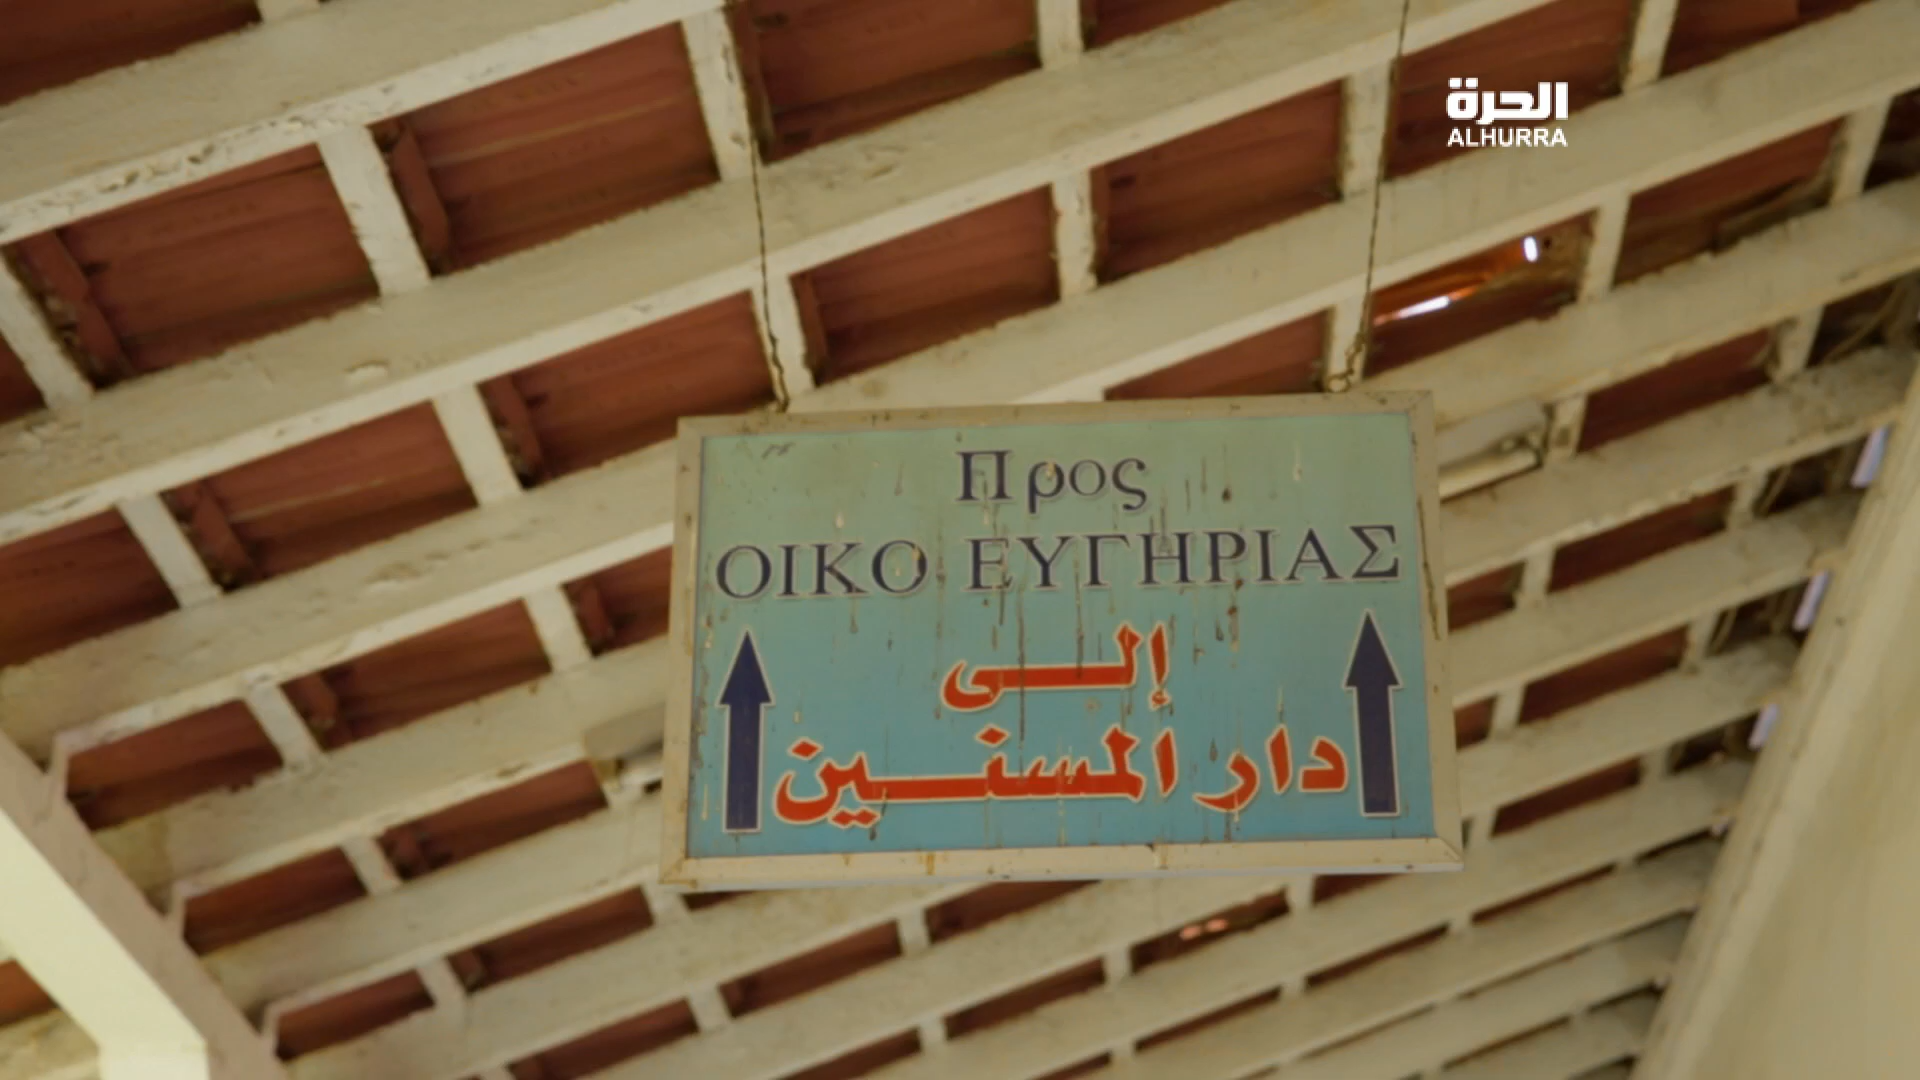 الحرة
ALHURRA
Προς
ΟΙΚΟ ΕΥΓΗΡΙΑΣ
إلى
دار المسنين